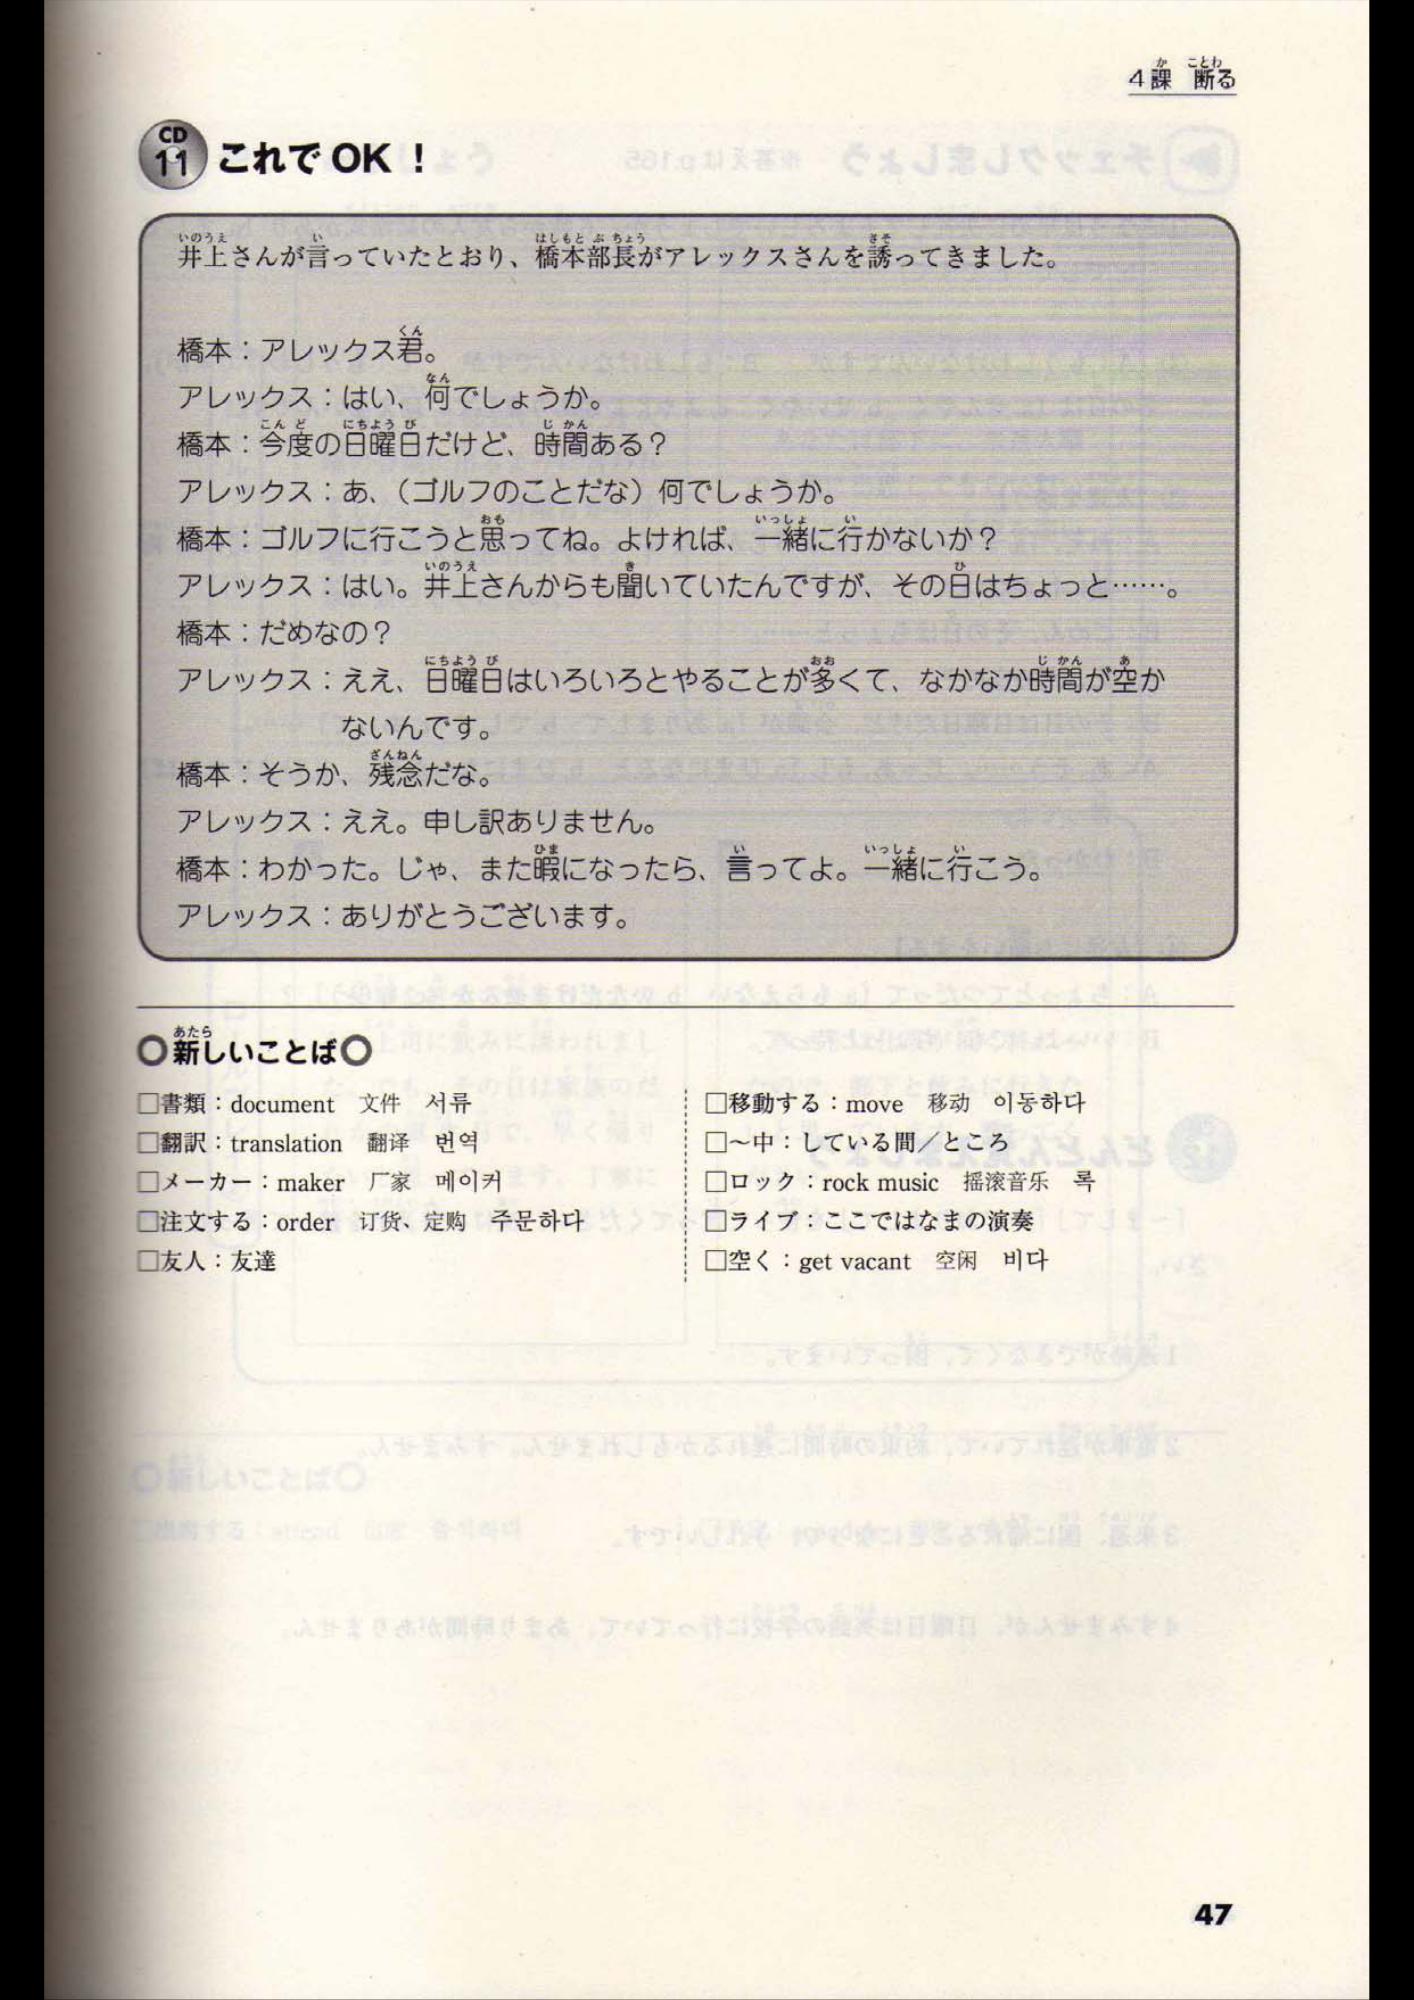 4課 断る
CD 11 これで OK！
井上さんが言っていたとおり、橋本部長がアレックスさんを誘ってきました。
橋本：アレックス君。
アレックス：はい、何でしょうか。
橋本：今度の日曜日だけど、時間ある？
アレックス：あ、（ゴルフのことだな）何でしょうか。
橋本：ゴルフに行こうと思ってね。よければ、一緒に行かないか？
アレックス：はい。井上さんからも聞いていたんですが、その日はちょっと……。
橋本：だめなの？
アレックス：ええ、日曜日はいろいろとやることが多くて、なかなか時間が空か
ないんです。
橋本：そうか、残念だな。
アレックス：ええ。申し訳ありません。
橋本：わかった。じゃ、また暇になったら、言ってよ。一緒に行こう。
アレックス：ありがとうございます。
○新しいことば○
□書類：document 文件 서류
□翻訳：translation 翻译 번역
□メーカー：maker 厂家 메이커
□注文する：order 订货、定购 주문하다
□友人：友達
□移動する：move 移动 이동하다
□～中：している間／ところ
□ロック：rock music 摇滚音乐 록
□ライブ：ここではなまの演奏
□空く：get vacant 空闲 비다
47